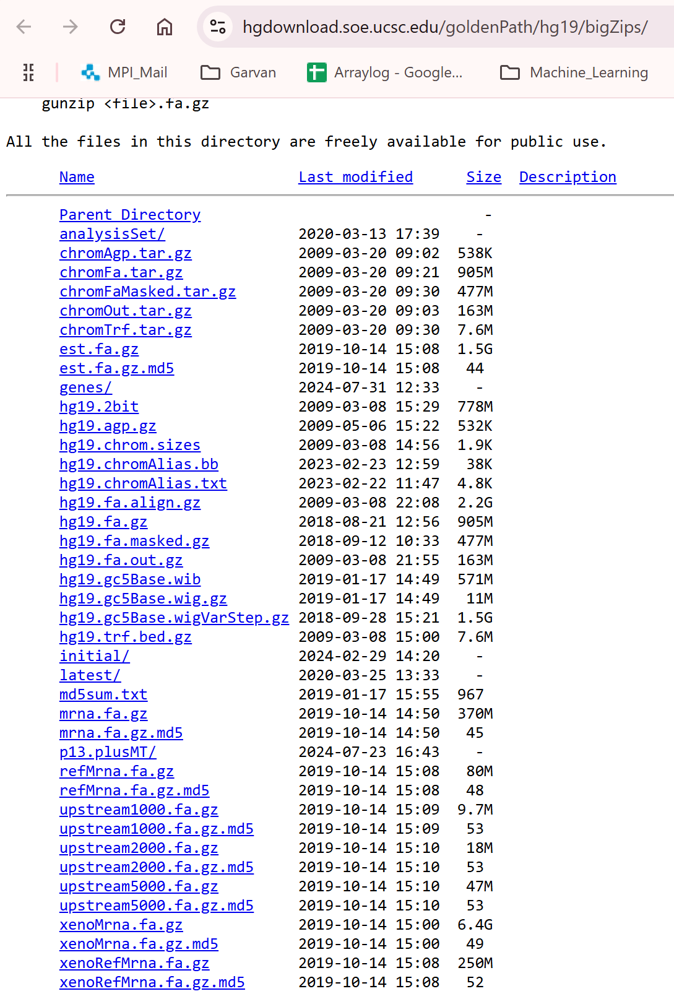 hgdownload.soe.ucsc.edu/goldenPath/hg19/bigZips/
MPI_Mail Garvan Arraylog - Google... Machine_Learning
gunzip <file>.fa.gz
All the files in this directory are freely available for public use.
Name Last modified Size Description
Parent Directory -
analysisSet/ 2020-03-13 17:39 -
chromAgp.tar.gz 2009-03-20 09:02 538K
chromFa.tar.gz 2009-03-20 09:21 905M
chromFaMasked.tar.gz 2009-03-20 09:30 477M
chromOut.tar.gz 2009-03-20 09:03 163M
chromTrf.tar.gz 2009-03-20 09:30 7.6M
est.fa.gz 2019-10-14 15:08 1.5G
est.fa.gz.md5 2019-10-14 15:08 44
genes/ 2024-07-31 12:33 -
hg19.2bit 2009-03-08 15:29 778M
hg19.agp.gz 2009-05-06 15:22 532K
hg19.chrom.sizes 2009-03-08 14:56 1.9K
hg19.chromAlias.bb 2023-02-23 12:59 38K
hg19.chromAlias.txt 2023-02-22 11:47 4.8K
hg19.fa.align.gz 2009-03-08 22:08 2.2G
hg19.fa.gz 2018-08-21 12:56 905M
hg19.fa.masked.gz 2018-09-12 10:33 477M
hg19.fa.out.gz 2009-03-08 21:55 163M
hg19.gc5Base.wib 2019-01-17 14:49 571M
hg19.gc5Base.wig.gz 2019-01-17 14:49 11M
hg19.gc5Base.wigVarStep.gz 2018-09-28 15:21 1.5G
hg19.trf.bed.gz 2009-03-08 15:00 7.6M
initial/ 2024-02-29 14:20 -
latest/ 2020-03-25 13:33 -
md5sum.txt 2019-01-17 15:55 967
mrna.fa.gz 2019-10-14 14:50 370M
mrna.fa.gz.md5 2019-10-14 14:50 45
p13.plusMT/ 2024-07-23 16:43 -
refMrna.fa.gz 2019-10-14 15:08 80M
refMrna.fa.gz.md5 2019-10-14 15:08 48
upstream1000.fa.gz 2019-10-14 15:09 9.7M
upstream1000.fa.gz.md5 2019-10-14 15:09 53
upstream2000.fa.gz 2019-10-14 15:10 18M
upstream2000.fa.gz.md5 2019-10-14 15:10 53
upstream5000.fa.gz 2019-10-14 15:10 47M
upstream5000.fa.gz.md5 2019-10-14 15:10 53
xenoMrna.fa.gz 2019-10-14 15:00 6.4G
xenoMrna.fa.gz.md5 2019-10-14 15:00 49
xenoRefMrna.fa.gz 2019-10-14 15:08 250M
xenoRefMrna.fa.gz.md5 2019-10-14 15:08 52